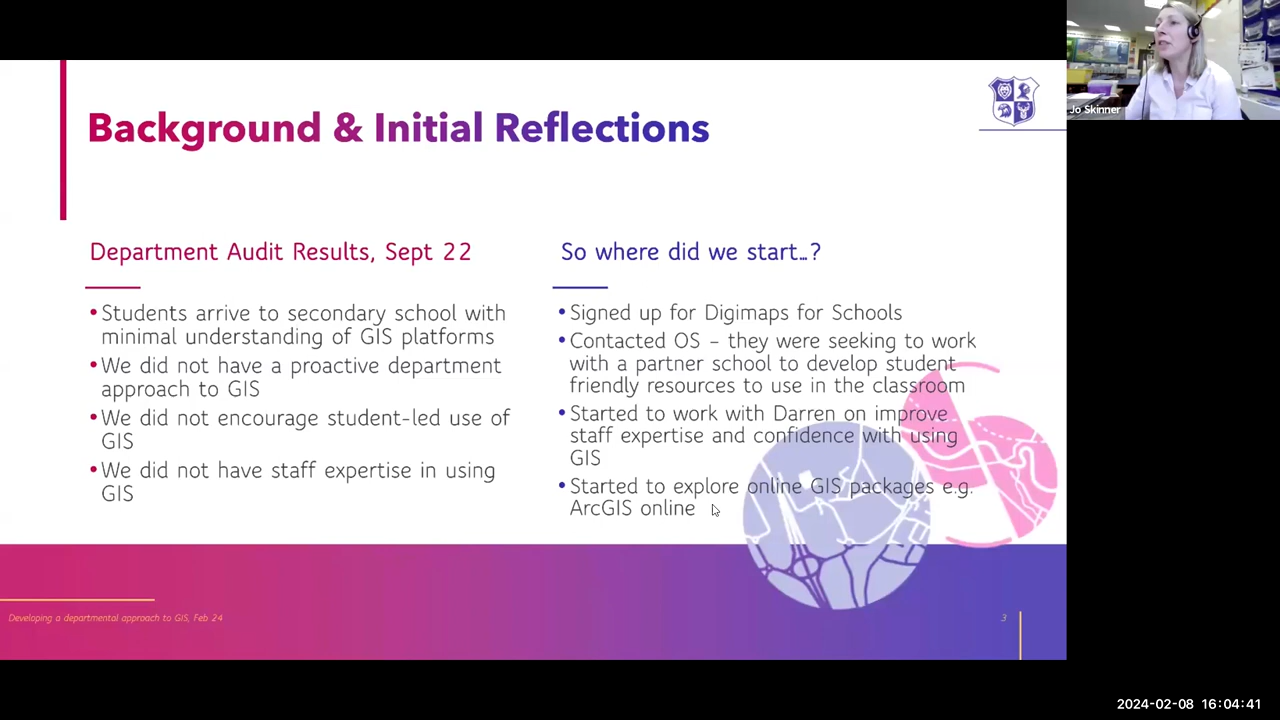 Jo Skinner
Background & Initial Reflections
Department Audit Results, Sept 22
•Students arrive to secondary school with
minimal understanding of GIS platforms
•We did not have a proactive department
approach to GIS
•We did not encourage student-led use of
GIS
•We did not have staff expertise in using
GIS
So where did we start…?
•Signed up for Digimaps for Schools
•Contacted OS – they were seeking to work
with a partner school to develop student
friendly resources to use in the classroom
•Started to work with Darren on improve
staff expertise and confidence with using
GIS
•Started to explore online GIS packages e.g.
ArcGIS online
Developing a departmental approach to GIS, Feb 24
3
2024-02-08 16:04:41